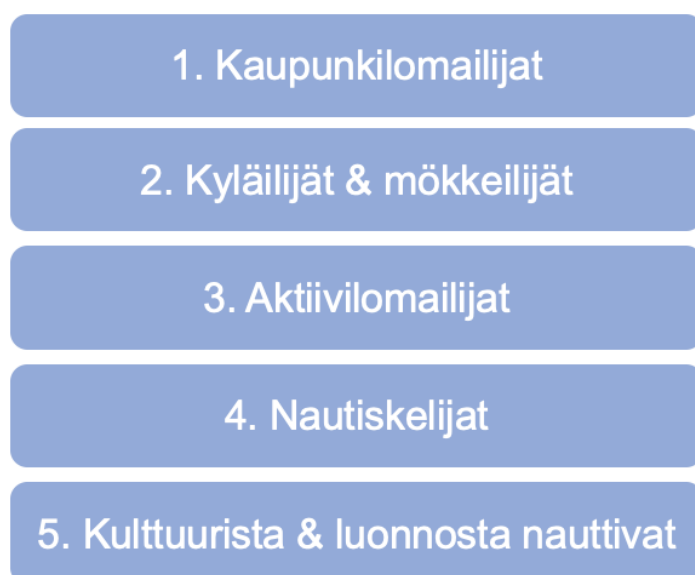 1. Kaupunkilomailijat
2. Kyläilijät & mökkeilijät
3. Aktiivilomailijat
4. Nautiskelijat
5. Kulttuurista & luonnosta nauttivat